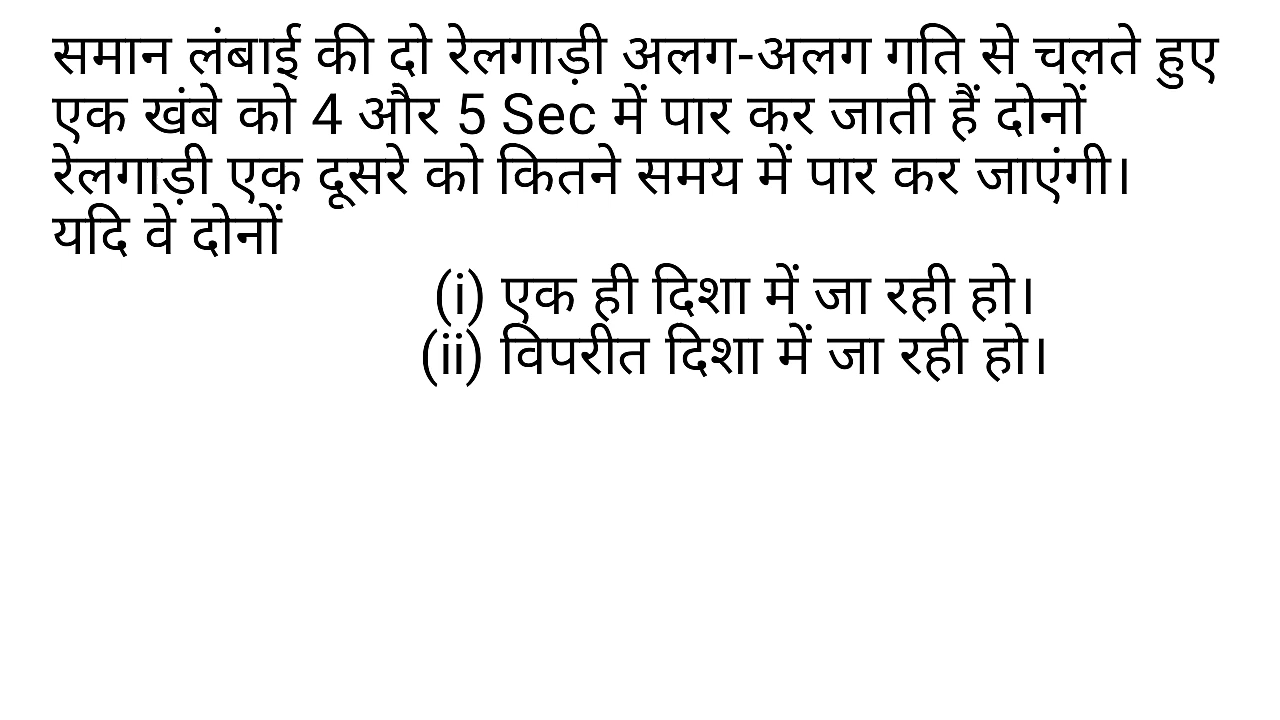 समान लंबाई की दो रेलगाड़ी अलग-अलग गति से चलते हुए
एक खंबे को 4 और 5 Sec में पार कर जाती हैं दोनों
रेलगाड़ी एक दूसरे को कितने समय में पार कर जाएंगी।
यदि वे दोनों
(i) एक ही दिशा में जा रही हो।
(ii) विपरीत दिशा में जा रही हो।